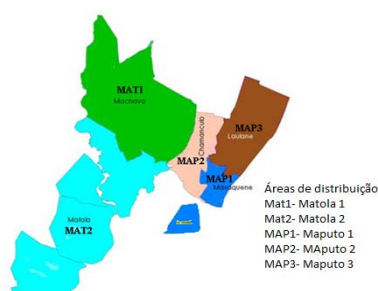 MAT1
Machava
Chamanculo
MAP3
Laulane
MAP2
MAP1
Maxaquene
Matola
MAT2
Áreas de distribuição
Mat1- Matola 1
Mat2- Matola 2
MAP1- Maputo 1
MAP2- MAputo 2
MAP3- Maputo 3